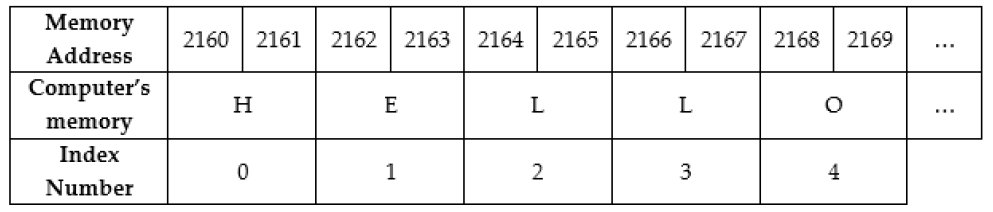 Memory Address 2160 2161 2162 2163 2164 2165 2166 2167 2168 2169 ...
Computer's memory H E L L O ...
Index Number 0 1 2 3 4